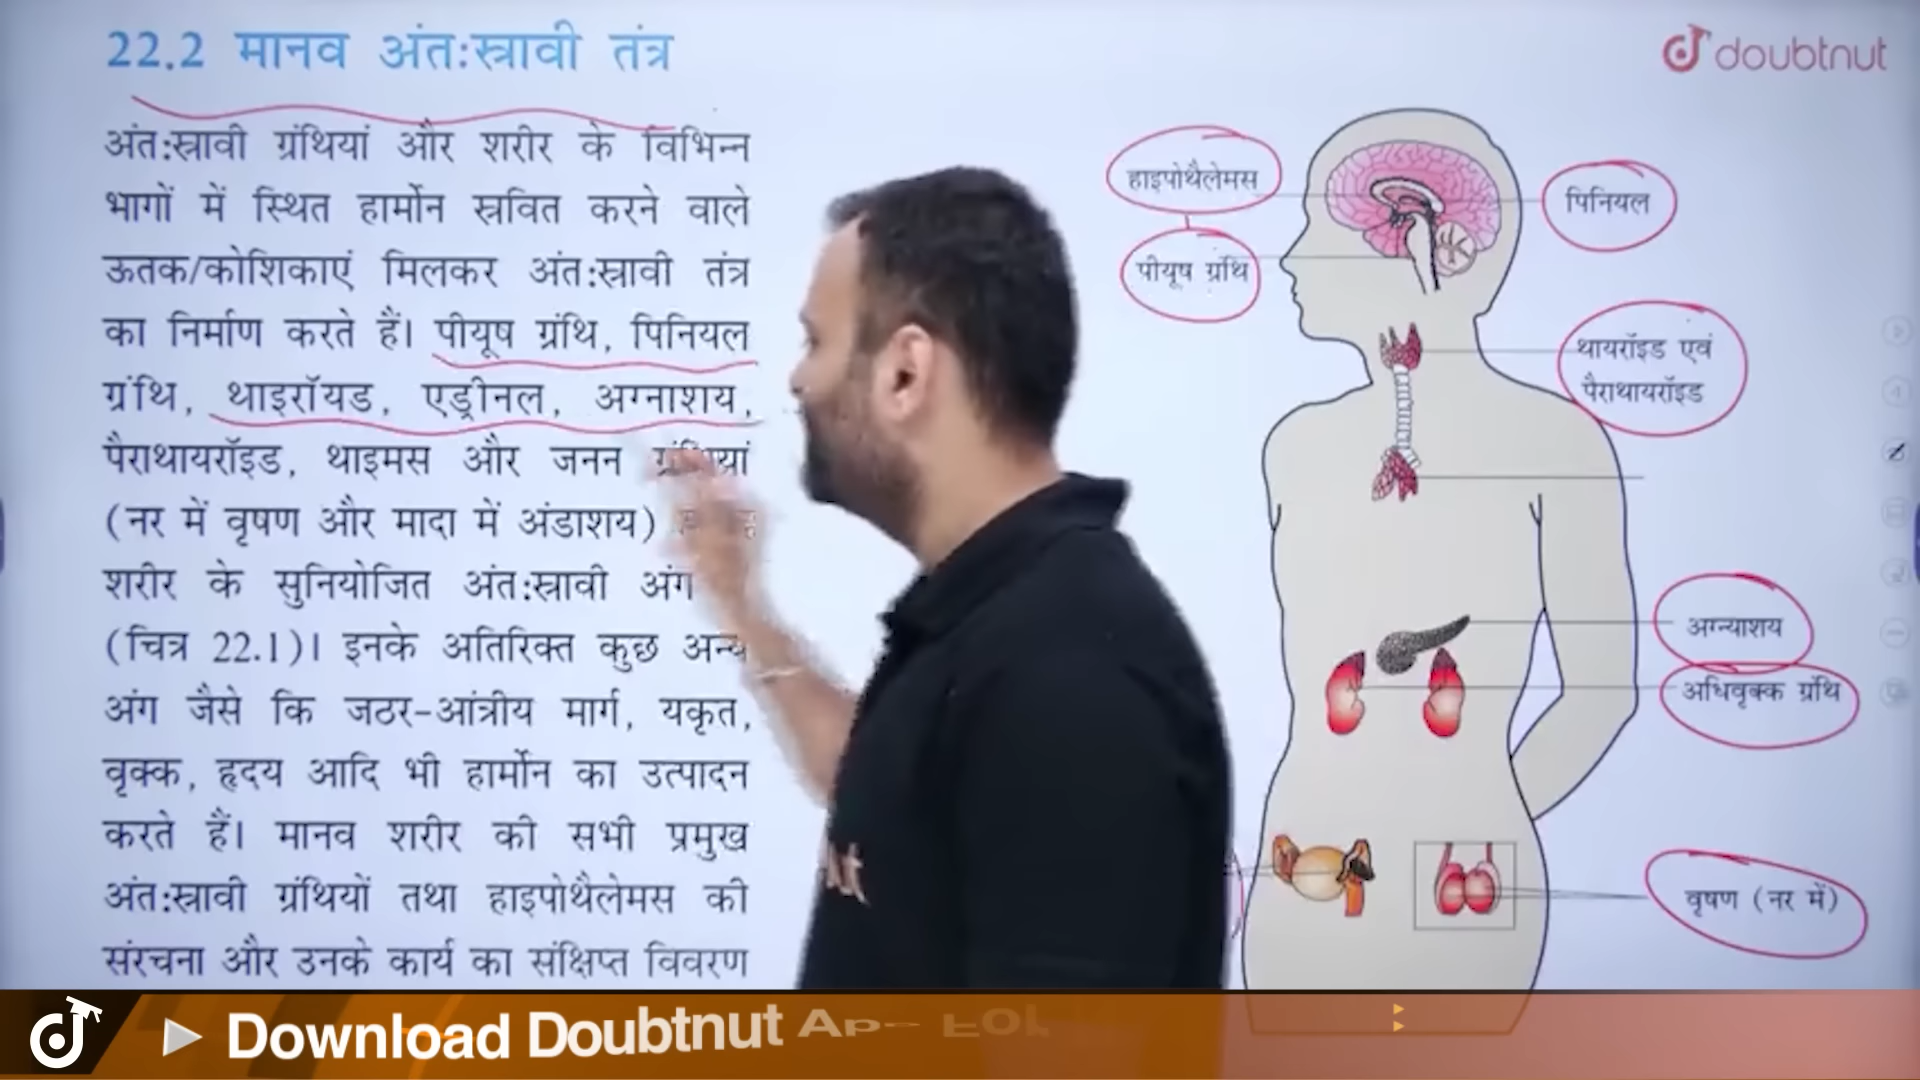 22.2 मानव अंत:स्त्रावी तंत्र
अंत:स्रावी ग्रंथियां और शरीर के विभिन्न
भागों में स्थित हार्मोन स्रवित करने वाले
ऊतक/कोशिकाएं मिलकर अंत:स्रावी तंत्र
का निर्माण करते हैं। पीयूष ग्रंथि, पिनियल
ग्रंथि, थाइरॉयड, एड्रीनल, अग्नाशय,
पैराथायरॉइड, थाइमस और जनन ग्रंथियां
(नर में वृषण और मादा में अंडाशय)
शरीर के सुनियोजित अंत:स्रावी अंग
(चित्र 22.1)। इनके अतिरिक्त कुछ अन्य
अंग जैसे कि जठर-आंत्रीय मार्ग, यकृत,
वृक्क, हृदय आदि भी हार्मोन का उत्पादन
करते हैं। मानव शरीर की सभी प्रमुख
अंत:स्रावी ग्रंथियों तथा हाइपोथैलेमस की
संरचना और उनके कार्य का संक्षिप्त विवरण
doubtnut
हाइपोथैलेमस
पिनियल
पीयूष ग्रंथि
थायरॉइड एवं
पैराथायरॉइड
अग्न्याशय
अधिवृक्क ग्रंथि
वृषण (नर में)
Download Doubtnut